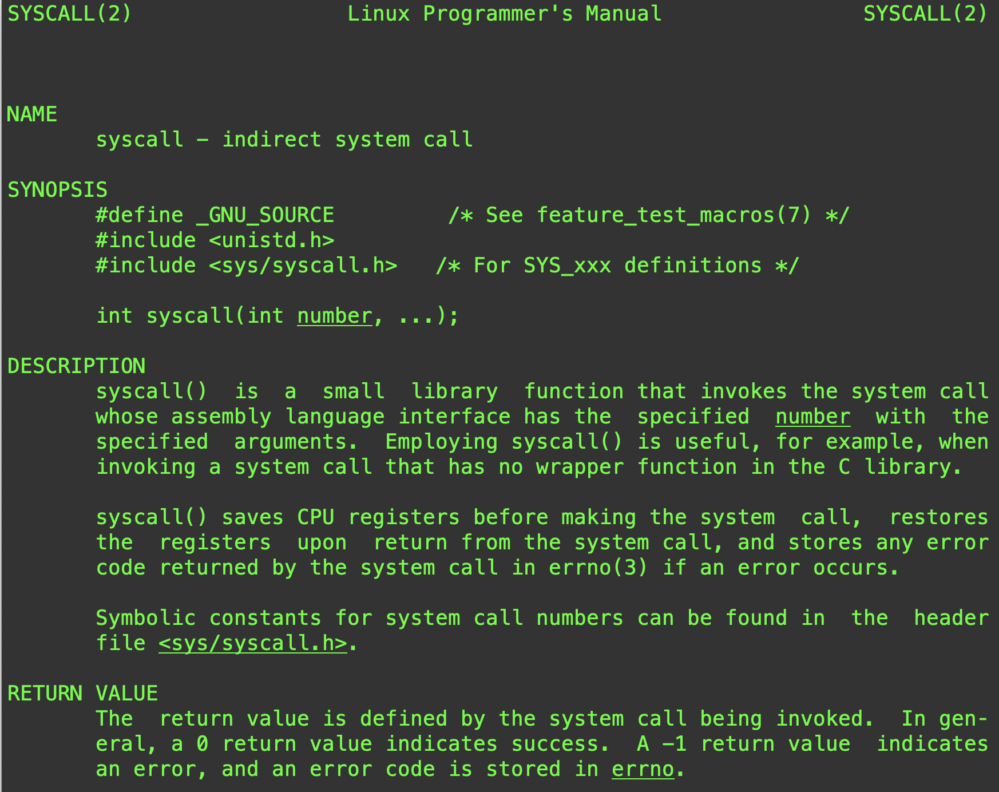 SYSCALL(2)                 Linux Programmer's Manual                SYSCALL(2)
NAME
       syscall − indirect system call
SYNOPSIS
       #define _GNU_SOURCE         /* See feature_test_macros(7) */
       #include <unistd.h>
       #include <sys/syscall.h>   /* For SYS_xxx definitions */
       int syscall(int number, ...);
DESCRIPTION
       syscall()  is  a  small  library  function that invokes the system call
       whose assembly language interface has the  specified  number  with  the
       specified  arguments.  Employing syscall() is useful, for example, when
       invoking a system call that has no wrapper function in the C library.
       syscall() saves CPU registers before making the system  call,  restores
       the  registers  upon  return from the system call, and stores any error
       code returned by the system call in errno(3) if an error occurs.
       Symbolic constants for system call numbers can be found in  the  header
       file <sys/syscall.h>.
RETURN VALUE
       The  return value is defined by the system call being invoked.  In gen-
       eral, a 0 return value indicates success.  A −1 return value  indicates
       an error, and an error code is stored in errno.